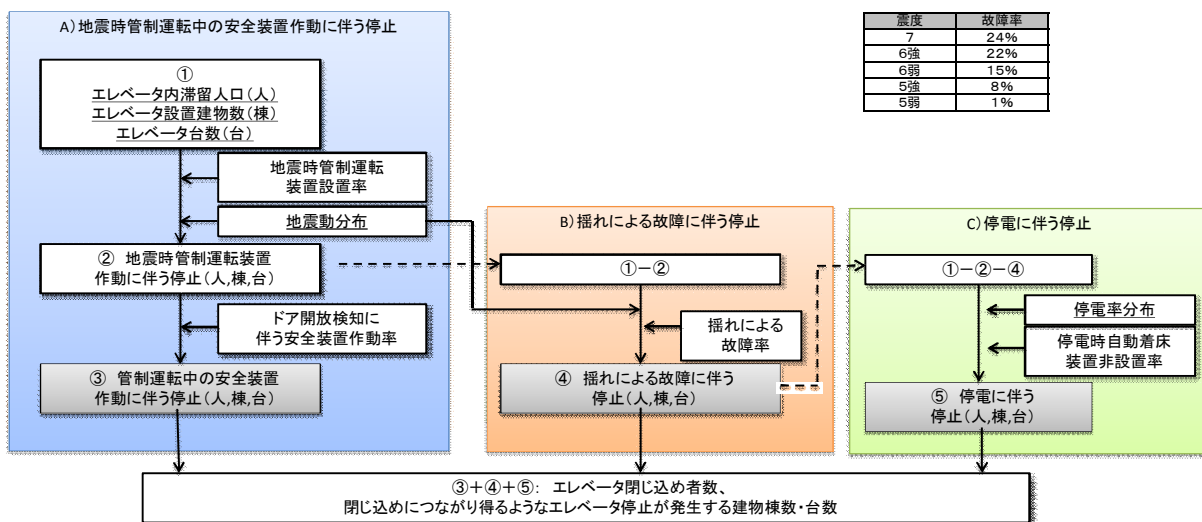 A）地震時管制運転中の安全装置作動に伴う停止
①
エレベータ内滞留人口（人）
エレベータ設置建物数（棟）
エレベータ台数（台）
地震時管制運転
装置設置率
地震動分布
② 地震時管制運転装置
作動に伴う停止（人,棟,台）
ドア開放検知に
伴う安全装置作動率
③ 管制運転中の安全装置
作動に伴う停止（人,棟,台）
B）揺れによる故障に伴う停止
①－②
揺れによる
故障率
④ 揺れによる故障に伴う
停止（人,棟,台）
震度 故障率
7 24%
6強 22%
6弱 15%
5強 8%
5弱 1%
C）停電に伴う停止
①－②－④
停電率分布
停電時自動着床
装置非設置率
⑤ 停電に伴う
停止（人,棟,台）
③＋④＋⑤： エレベータ閉じ込め者数、
閉じ込めにつながり得るようなエレベータ停止が発生する建物棟数・台数